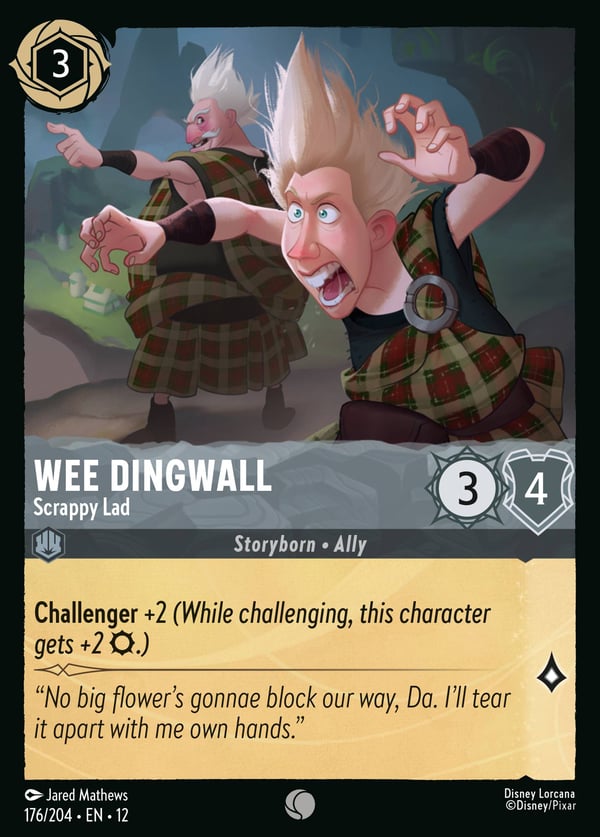 3
WEE DINGWALL
Scrappy Lad
3 4
Storyborn • Ally
Challenger +2 (While challenging, this character
gets +2 .)
“No big flower’s gonnae block our way, Da. I’ll tear
it apart with me own hands.”
Jared Mathews
176/204 • EN • 12
Disney Lorcana
©Disney/Pixar